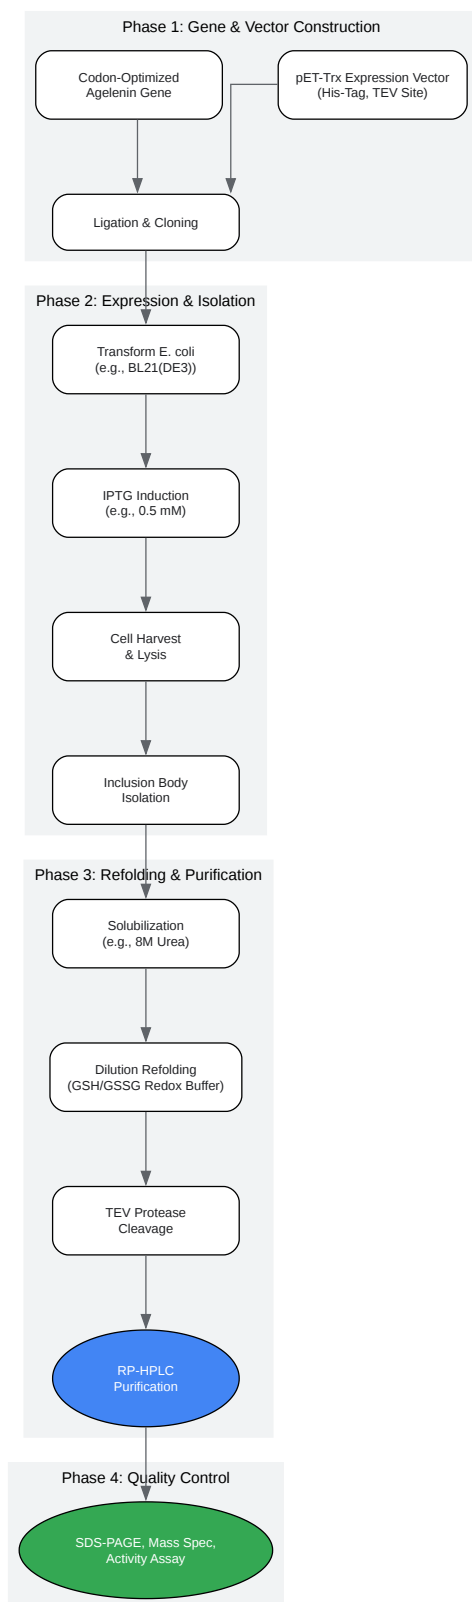 Phase 1: Gene & Vector Construction
Codon-Optimized
Agelenin Gene
pET-Trx Expression Vector
(His-Tag, TEV Site)
Ligation & Cloning
Phase 2: Expression & Isolation
Transform E. coli
(e.g., BL21(DE3))
IPTG Induction
(e.g., 0.5 mM)
Cell Harvest
& Lysis
Inclusion Body
Isolation
Phase 3: Refolding & Purification
Solubilization
(e.g., 8M Urea)
Dilution Refolding
(GSH/GSSG Redox Buffer)
TEV Protease
Cleavage
RP-HPLC
Purification
Phase 4: Quality Control
SDS-PAGE, Mass Spec,
Activity Assay